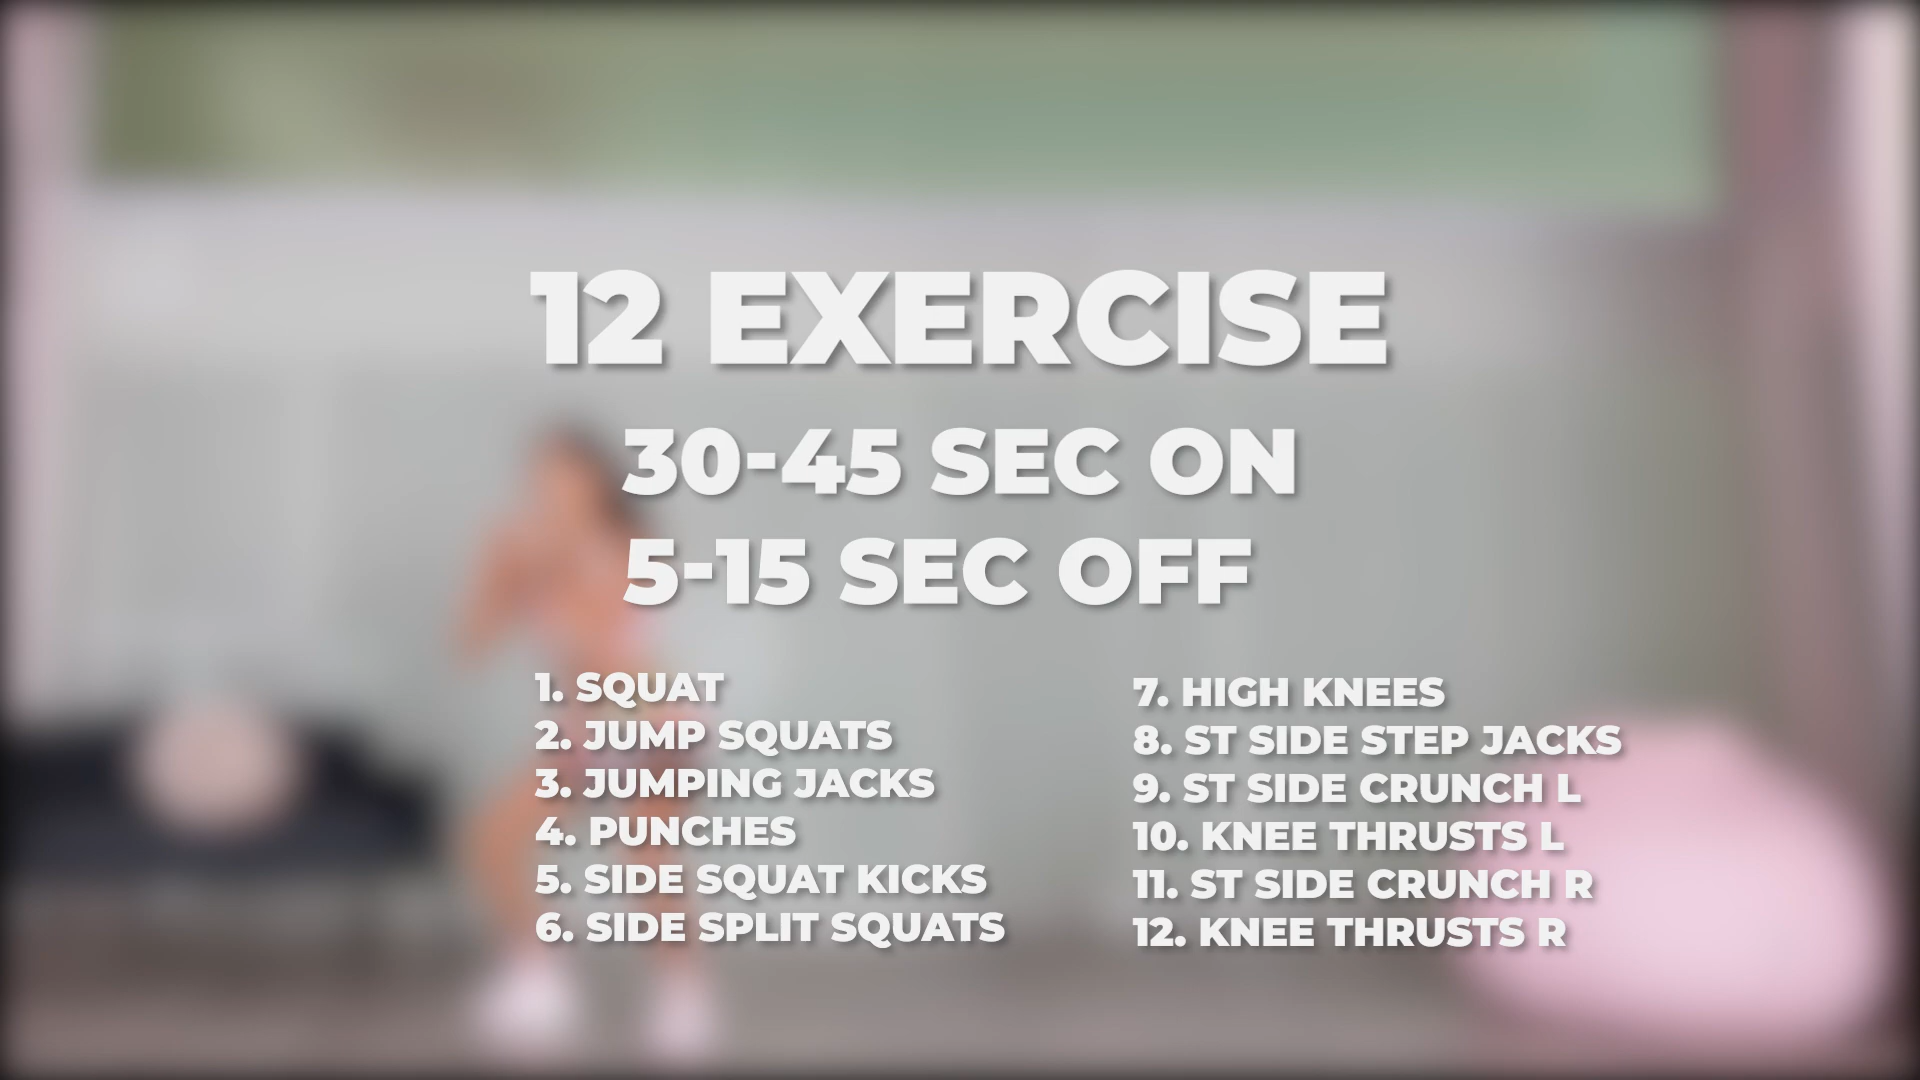 12 EXERCISE
30-45 SEC ON
5-15 SEC OFF
1. SQUAT
2. JUMP SQUATS
3. JUMPING JACKS
4. PUNCHES
5. SIDE SQUAT KICKS
6. SIDE SPLIT SQUATS
7. HIGH KNEES
8. ST SIDE STEP JACKS
9. ST SIDE CRUNCH L
10. KNEE THRUSTS L
11. ST SIDE CRUNCH R
12. KNEE THRUSTS R